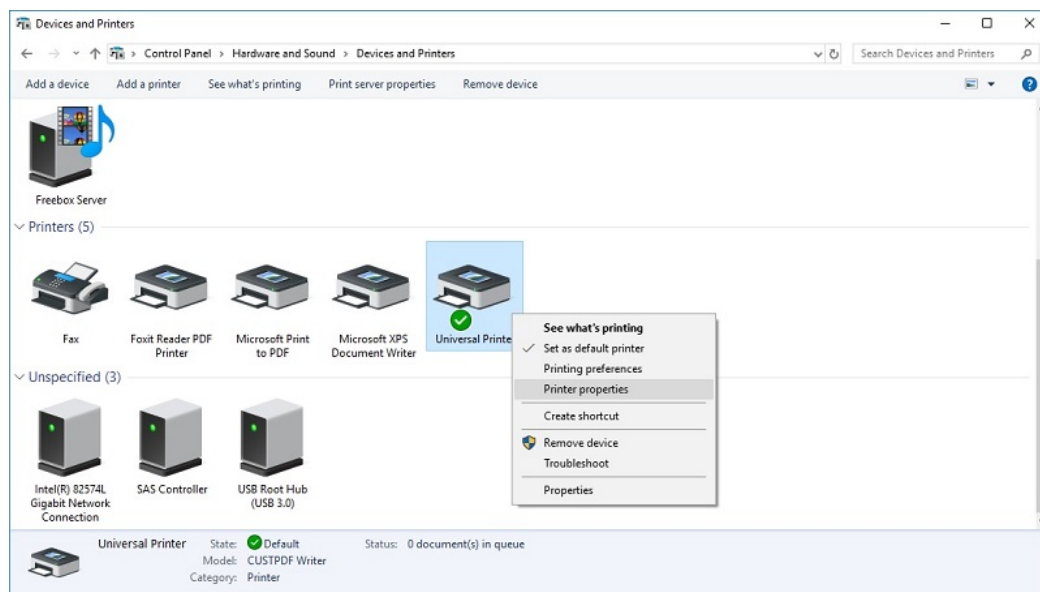 Devices and Printers
Control Panel > Hardware and Sound > Devices and Printers
Search Devices and Printers
Add a device Add a printer See what's printing Print server properties Remove device
Freebox Server
Printers (5)
Fax
Foxit Reader PDF
Printer
Microsoft Print
to PDF
Microsoft XPS
Document Writer
Universal Printe
See what's printing
Set as default printer
Printing preferences
Printer properties
Create shortcut
Remove device
Troubleshoot
Properties
Unspecified (3)
Intel(R) 82574L
Gigabit Network
Connection
SAS Controller
USB Root Hub
(USB 3.0)
Universal Printer State: Default Status: 0 document(s) in queue
Model: CUSTPDF Writer
Category: Printer